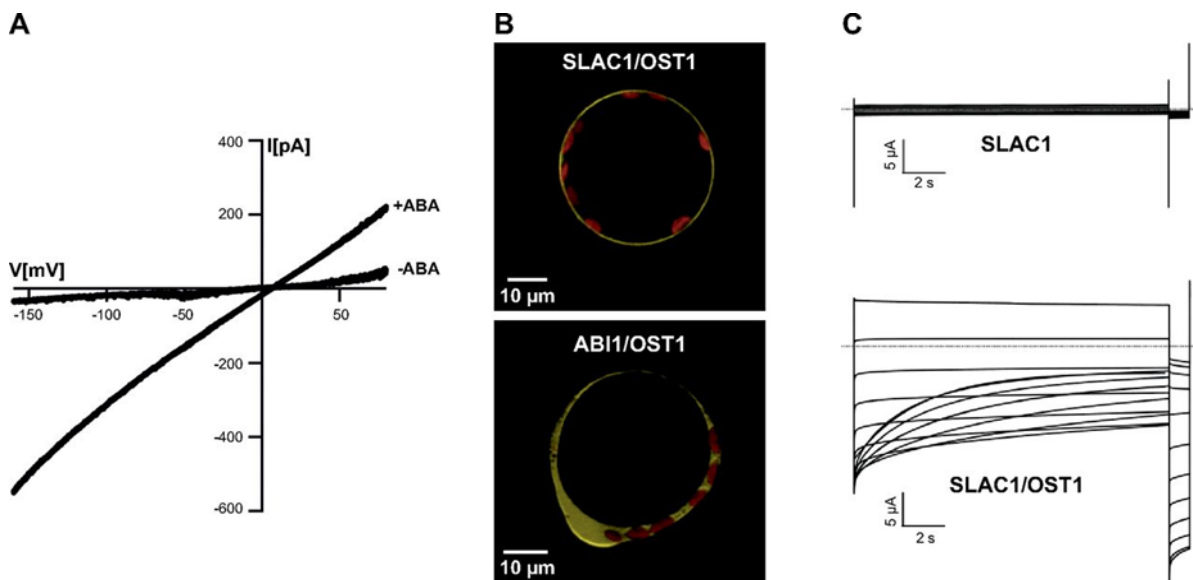 A
I[pA]
400
200
+ABA
-ABA
V[mV]
-150
-100
-50
50
-200
-400
-600
B
SLAC1/OST1
10 µm
ABI1/OST1
10 µm
C
SLAC1
5 µA
2 s
SLAC1/OST1
5 µA
2 s